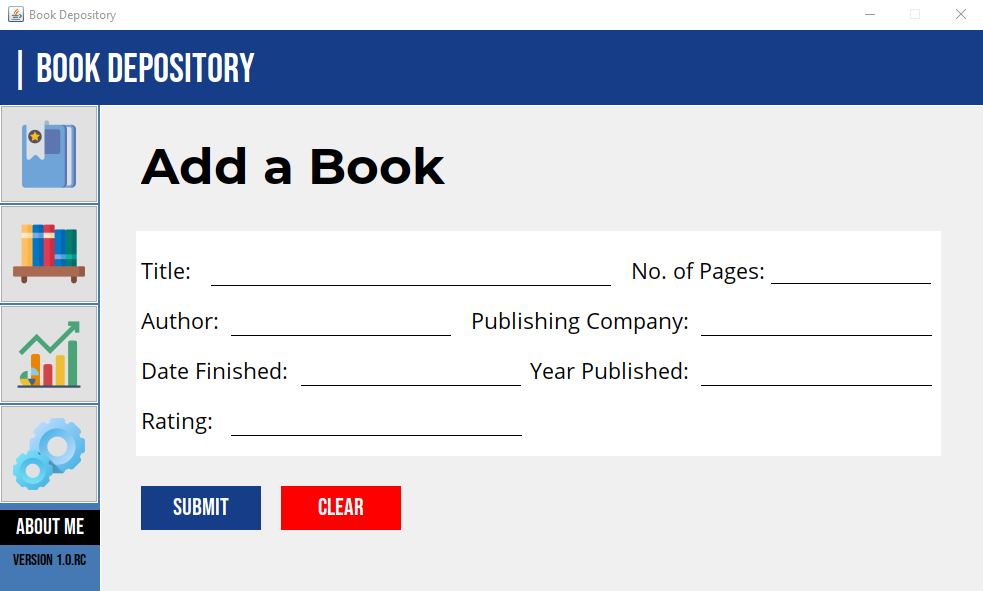 Book Depository
| BOOK DEPOSITORY
Add a Book
Title: No. of Pages:
Author: Publishing Company:
Date Finished: Year Published:
Rating:
SUBMIT CLEAR
ABOUT ME
VERSION 1.0.RC